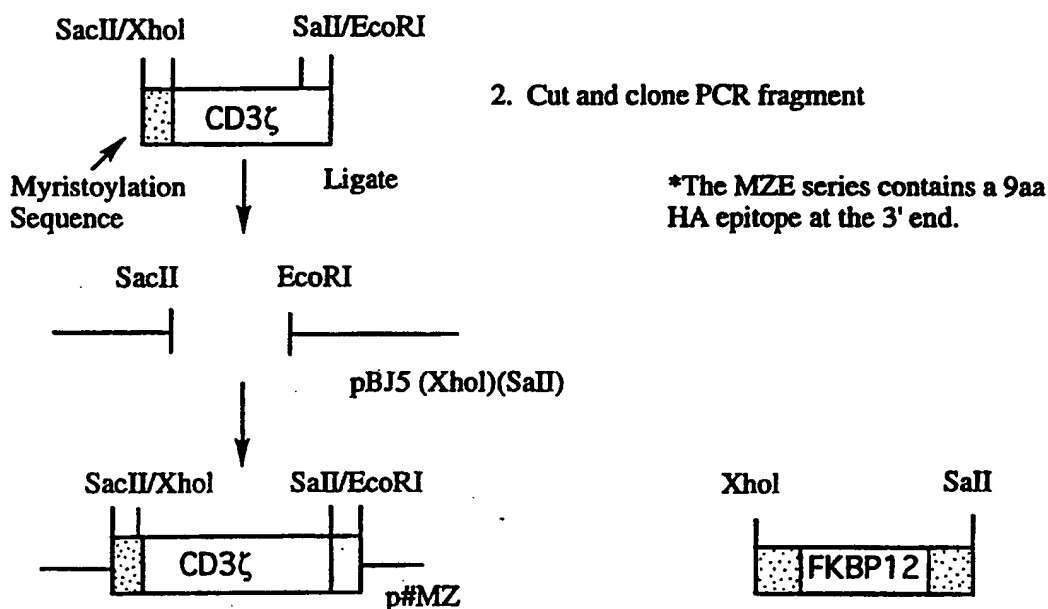 SacII/XhoI SalI/EcoRI
2. Cut and clone PCR fragment
CD3ζ
Myristoylation
Sequence
Ligate
*The MZE series contains a 9aa
HA epitope at the 3' end.
SacII EcoRI
pBJ5 (XhoI)(SalI)
SacII/XhoI SalI/EcoRI
CD3ζ
p#MZ
XhoI SalI
FKBP12